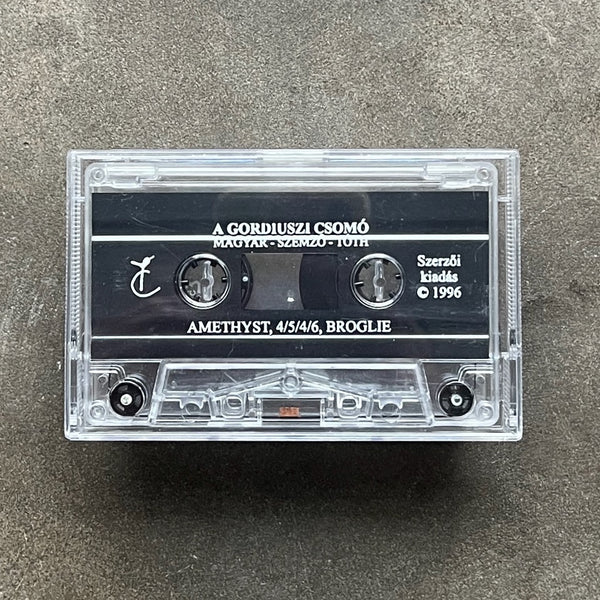 A GORDIUSZI CSOMÓ
MAGYAR - SZEMZŐ - TÓTH
Szerzői
kiadás
© 1996
AMETHYST, 4/5/4/6, BROGLIE